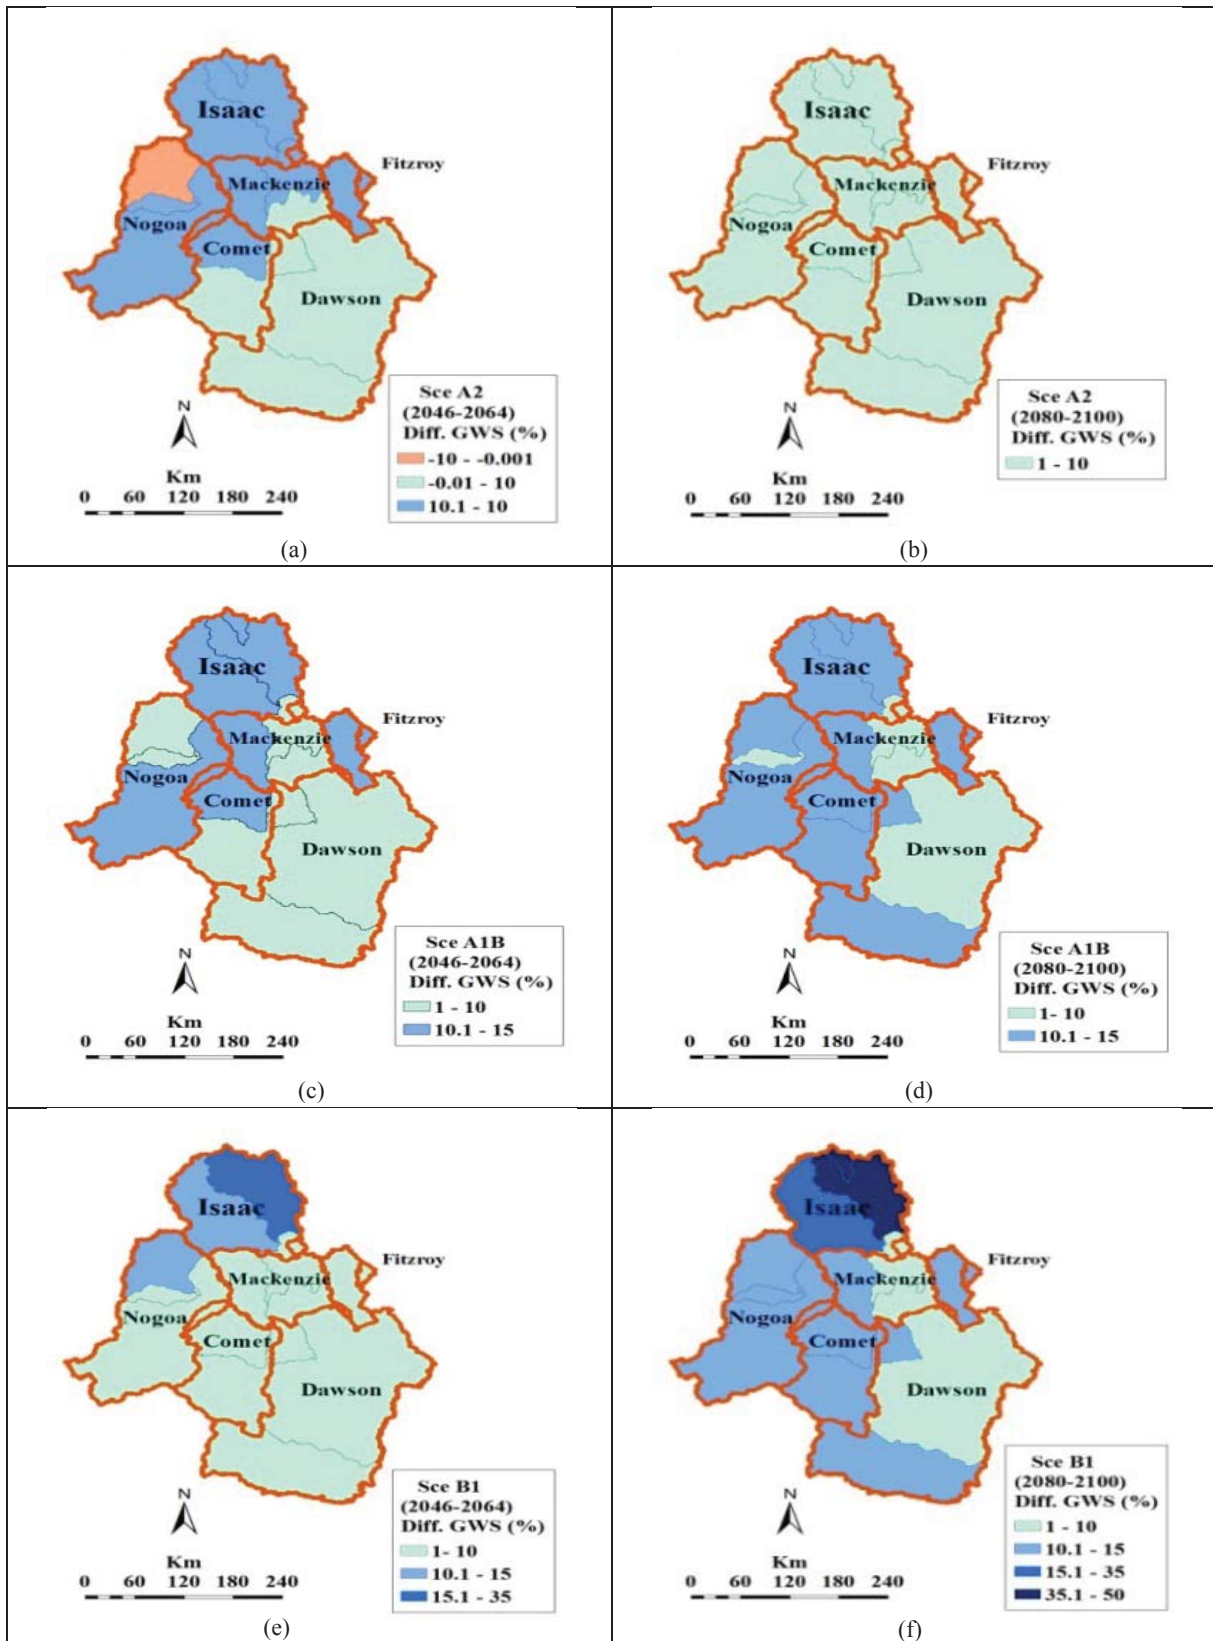 Isaac
Fitzroy
Mackenzie
Nogoa
Comet
Dawson
Sce A2
(2046-2064)
Diff. GWS (%)
-10 - -0.001
-0.01 - 10
10.1 - 10
N
Km
0 60 120 180 240
(a)
Isaac
Fitzroy
Mackenzie
Nogoa
Comet
Dawson
Sce A2
(2080-2100)
Diff. GWS (%)
1 - 10
N
Km
0 60 120 180 240
(b)
Isaac
Fitzroy
Mackenzie
Nogoa
Comet
Dawson
Sce A1B
(2046-2064)
Diff. GWS (%)
1 - 10
10.1 - 15
N
Km
0 60 120 180 240
(c)
Isaac
Fitzroy
Mackenzie
Nogoa
Comet
Dawson
Sce A1B
(2080-2100)
Diff. GWS (%)
1- 10
10.1 - 15
N
Km
0 60 120 180 240
(d)
Isaac
Fitzroy
Mackenzie
Nogoa
Comet
Dawson
Sce B1
(2046-2064)
Diff. GWS (%)
1- 10
10.1 - 15
15.1 - 35
N
Km
0 60 120 180 240
(e)
Isaac
Fitzroy
Mackenzie
Nogoa
Comet
Dawson
Sce B1
(2080-2100)
Diff. GWS (%)
1 - 10
10.1 - 15
15.1 - 35
35.1 - 50
N
Km
0 60 120 180 240
(f)